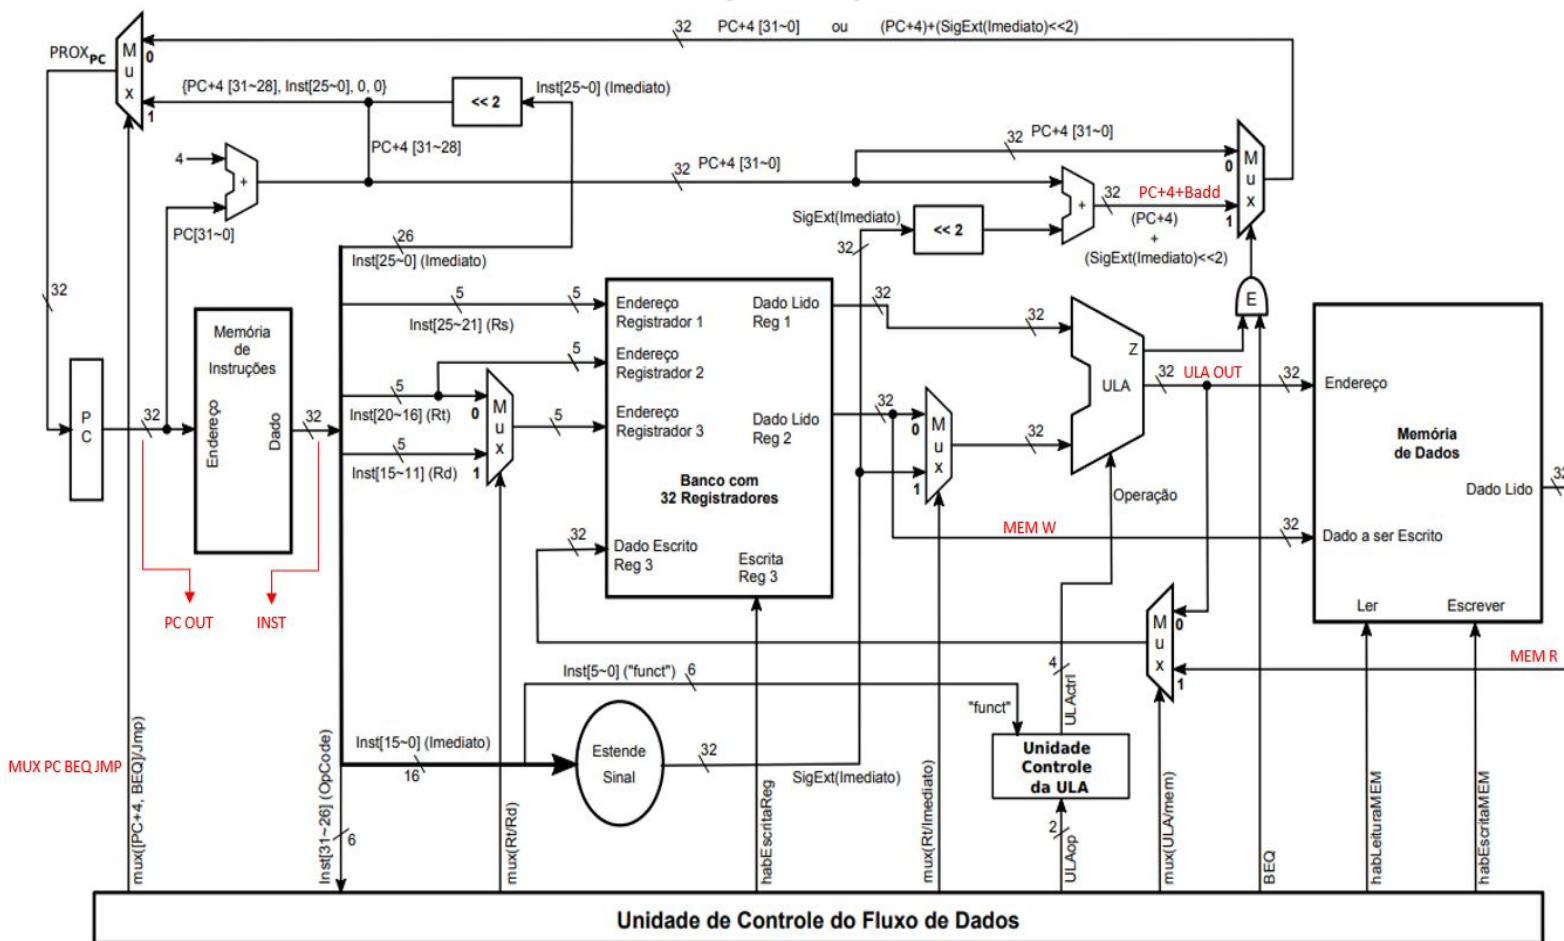 32 PC+4 [31~0] ou (PC+4)+(SigExt(Imediato)<<2)
PROXPC
M
u
x
0
1
{PC+4 [31~28], Inst[25~0], 0, 0}
<< 2
Inst[25~0] (Imediato)
4
+
PC+4 [31~28]
32 PC+4 [31~0]
32 PC+4 [31~0]
M
u
x
0
1
PC[31~0]
+
32
PC+4+Badd
(PC+4)
+
(SigExt(Imediato)<<2)
SigExt(Imediato)
<< 2
32
26
Inst[25~0] (Imediato)
32
5
5
Inst[25~21] (Rs)
Endereço
Registrador 1
Dado Lido
Reg 1
32
32
E
Memória
de
Instruções
5
Endereço
Registrador 2
Z
5
Inst[20~16] (Rt)
0
M
u
x
1
5
Endereço
Registrador 3
Dado Lido
Reg 2
32
0
M
u
x
1
32
ULA
32
ULA OUT
32
Endereço
P
C
32
Endereço
Dado
32
5
Inst[15~11] (Rd)
Banco com
32 Registradores
Memória
de Dados
Dado Lido
32
Operação
32
Dado Escrito
Reg 3
Escrita
Reg 3
MEM W
32
Dado a ser Escrito
PC OUT
INST
Ler
Escrever
M
u
x
0
1
MEM R
Inst[5~0] ("funct")
6
4
ULActrl
"funct"
Inst[15~0] (Imediato)
16
Estende
Sinal
32
SigExt(Imediato)
Unidade
Controle
da ULA
2
ULAop
MUX PC BEQ JMP
mux([PC+4, BEQ]/Jmp)
Inst[31~26] (OpCode)
6
mux(Rt/Rd)
habEscritaReg
mux(Rt/Imediato)
mux(ULA/mem)
BEQ
habLeituraMEM
habEscritaMEM
Unidade de Controle do Fluxo de Dados